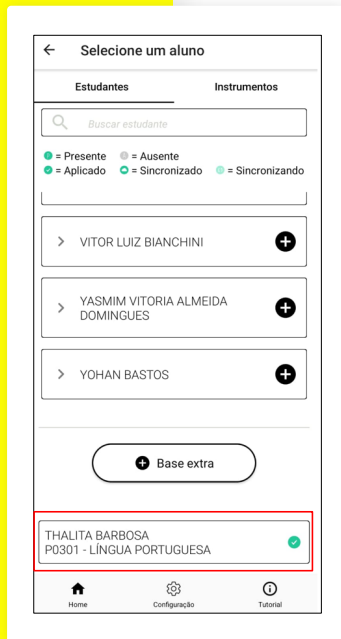 Selecione um aluno
Estudantes Instrumentos
Buscar estudante
= Presente = Ausente
= Aplicado = Sincronizado = Sincronizando
VITOR LUIZ BIANCHINI
YASMIM VITORIA ALMEIDA
DOMINGUES
YOHAN BASTOS
Base extra
THALITA BARBOSA
P0301 - LÍNGUA PORTUGUESA
Home Configuração Tutorial